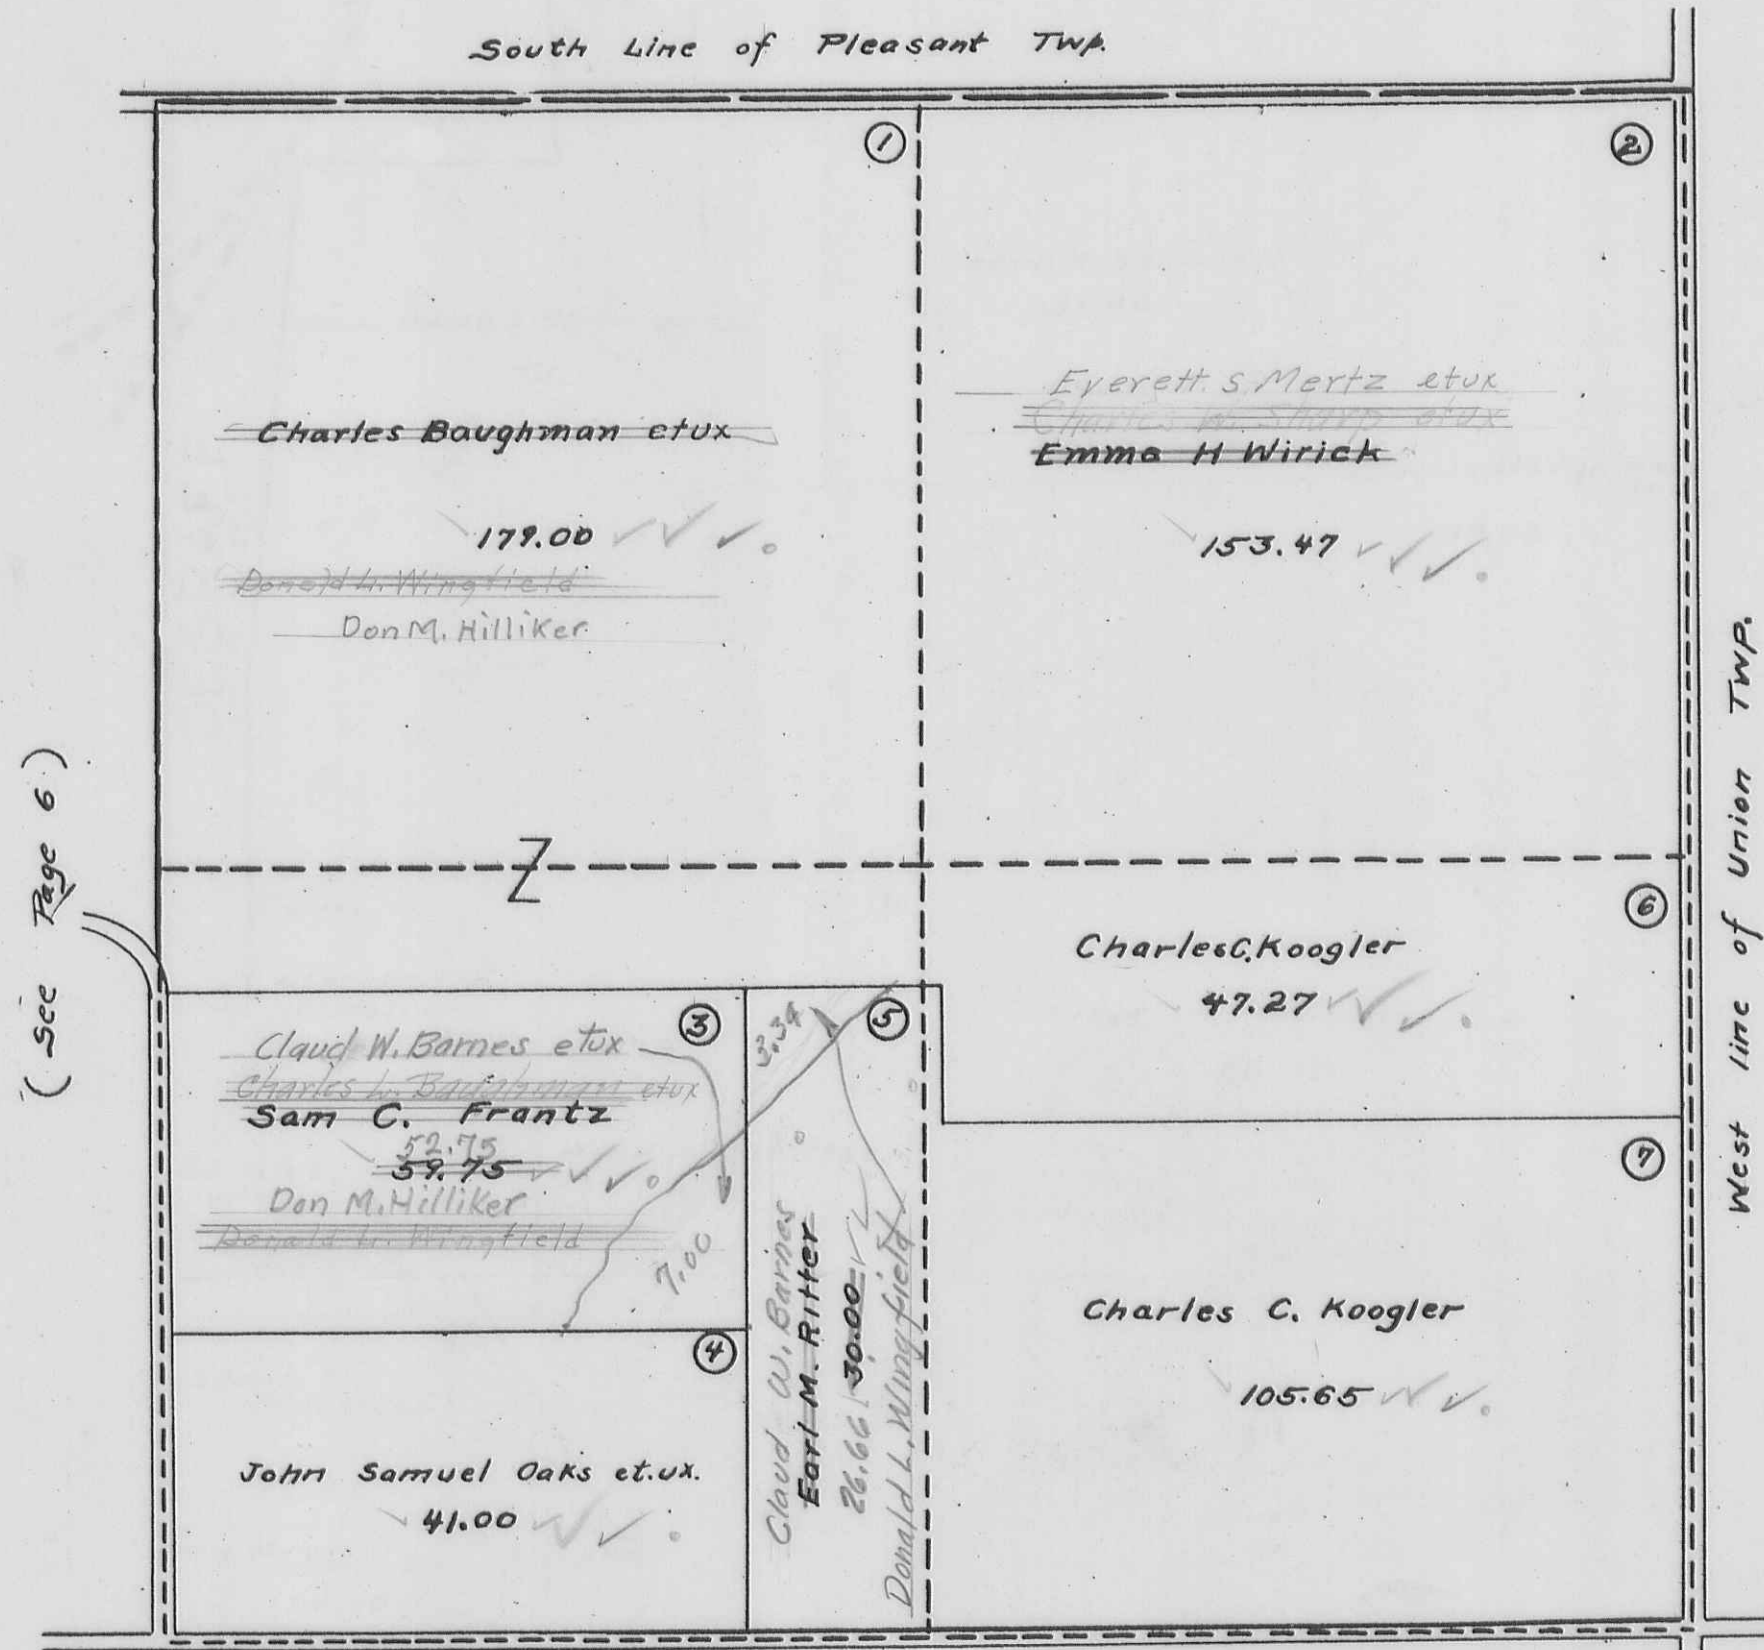 South Line of Pleasant Twp.
1
2
Charles Baughman etux
179.00
Donald L. Wingfield
Don M. Hilliker
Everett S. Mertz etux
Charles W. Sharp etux
Emma H Wirick
153.47
West line of Union TWP.
( See Page 6 )
Z
6
Charles C. Koogler
47.27
3
Claud W. Barnes etux
Charles L. Baughman etux
Sam C. Frantz
52.75
59.75
Don M. Hilliker
Donald L. Wingfield
7.00
5
3.34
Claud W. Barnes
Earl M. Ritter
26.66 30.00
Donald L. Wingfield
7
Charles C. Koogler
105.65
4
John Samuel Oaks et.ux.
41.00